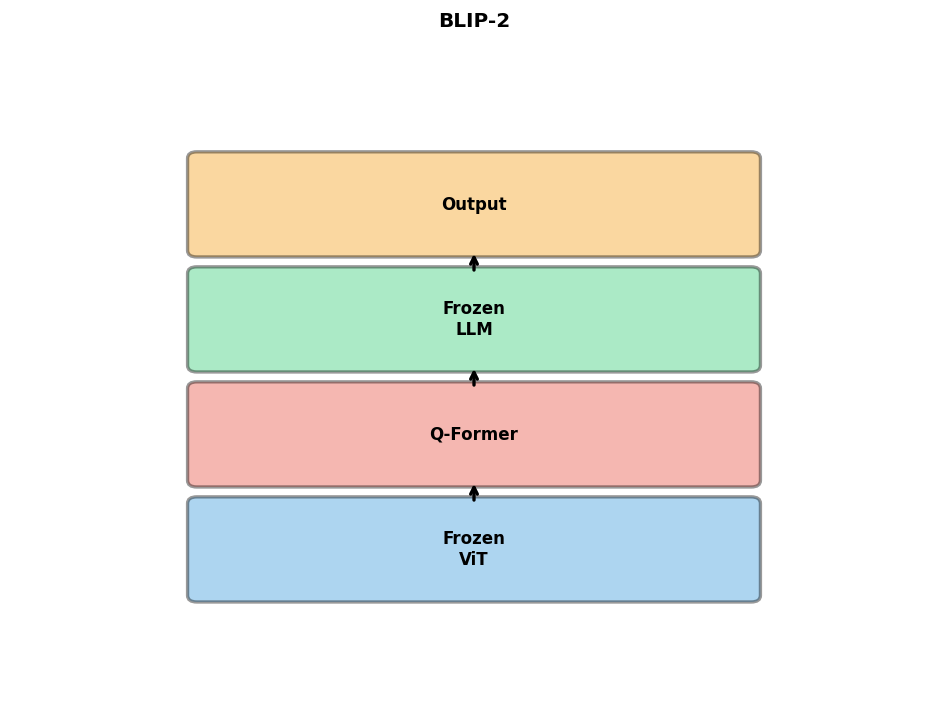 BLIP-2
Output
Frozen
LLM
Q-Former
Frozen
ViT